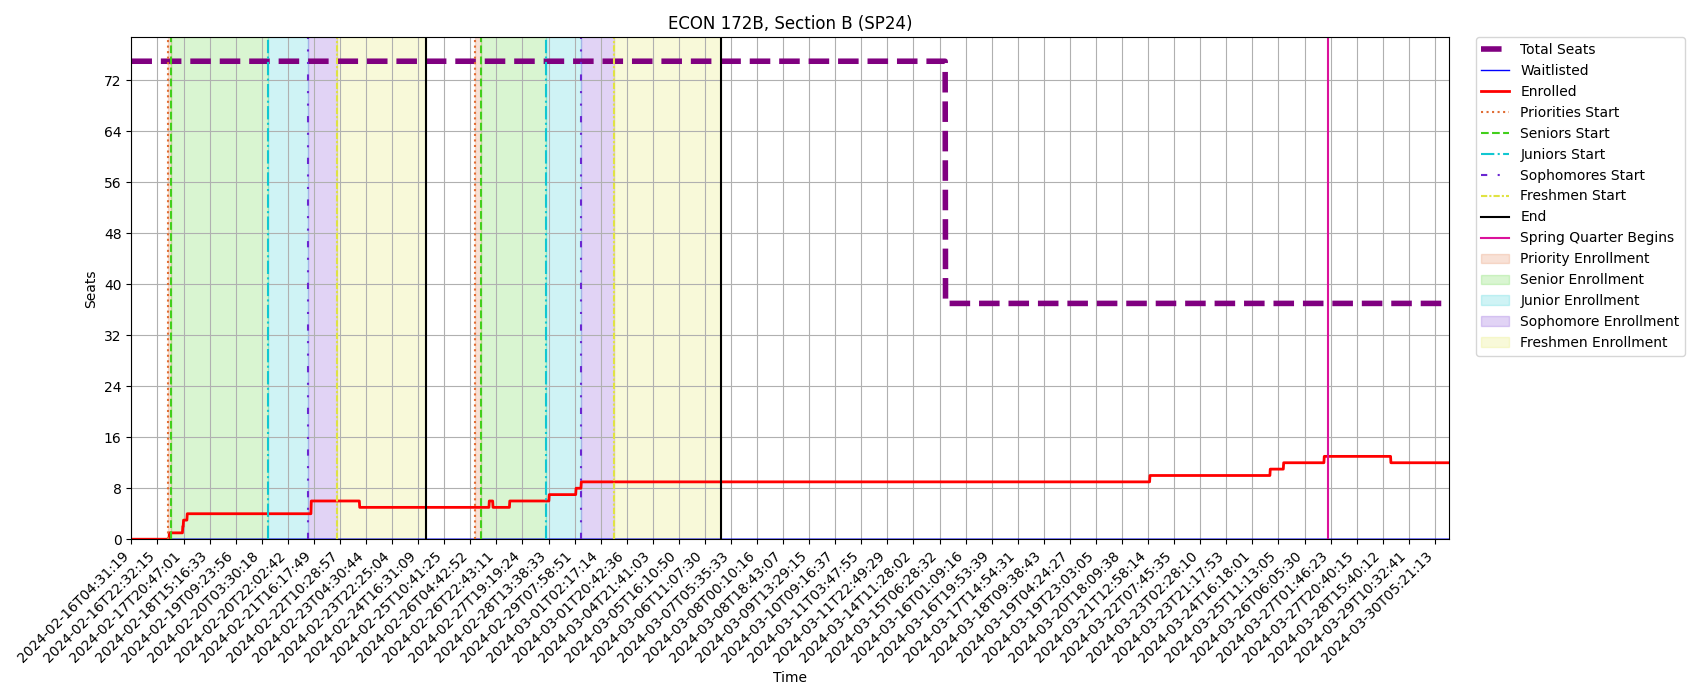 ECON 172B, Section B (SP24)
Seats
72
64
56
48
40
32
24
16
8
0
2024-02-16T04:31:19
2024-02-16T22:32:15
2024-02-17T20:47:01
2024-02-18T15:16:33
2024-02-19T09:23:56
2024-02-20T03:30:18
2024-02-20T22:02:42
2024-02-21T16:17:49
2024-02-22T10:28:57
2024-02-23T04:30:44
2024-02-23T22:25:04
2024-02-24T16:31:09
2024-02-25T10:41:25
2024-02-26T04:42:52
2024-02-26T22:43:11
2024-02-27T19:19:24
2024-02-28T13:38:33
2024-02-29T07:58:51
2024-03-01T02:17:14
2024-03-01T20:42:36
2024-03-04T21:41:03
2024-03-05T16:10:50
2024-03-06T11:07:30
2024-03-07T05:35:33
2024-03-08T00:10:16
2024-03-08T18:43:07
2024-03-09T13:29:15
2024-03-10T09:16:37
2024-03-11T03:47:55
2024-03-11T22:49:29
2024-03-14T11:28:02
2024-03-15T06:28:32
2024-03-16T01:09:16
2024-03-16T19:53:39
2024-03-17T14:54:31
2024-03-18T09:38:43
2024-03-19T04:24:27
2024-03-19T23:03:05
2024-03-20T18:09:38
2024-03-21T12:58:14
2024-03-22T07:45:35
2024-03-23T02:28:10
2024-03-23T21:17:53
2024-03-24T16:18:01
2024-03-25T11:13:05
2024-03-26T06:05:30
2024-03-27T01:46:23
2024-03-27T20:40:15
2024-03-28T15:40:12
2024-03-29T10:32:41
2024-03-30T05:21:13
Time
Total Seats
Waitlisted
Enrolled
Priorities Start
Seniors Start
Juniors Start
Sophomores Start
Freshmen Start
End
Spring Quarter Begins
Priority Enrollment
Senior Enrollment
Junior Enrollment
Sophomore Enrollment
Freshmen Enrollment